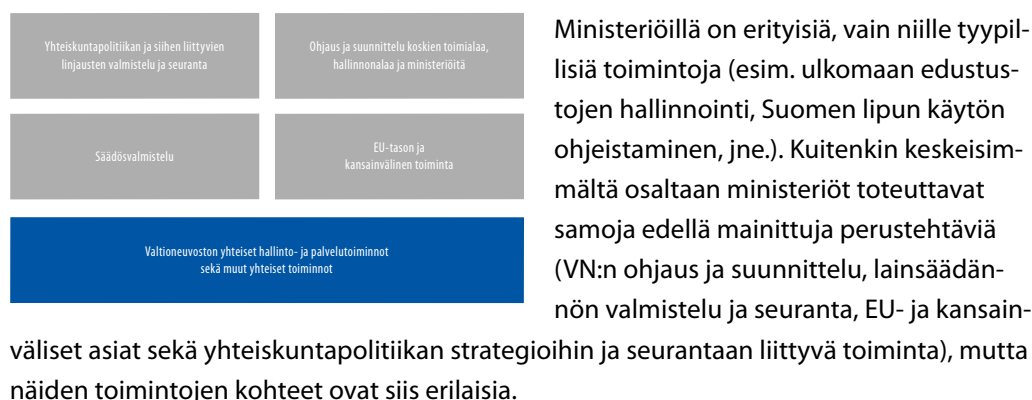 Yhteiskuntapolitiikan ja siihen liittyvien
linjausten valmistelu ja seuranta
Ohjaus ja suunnittelu koskien toimialaa,
hallinnonalaa ja ministeriöitä
Säädösvalmistelu
EU-tason ja
kansainvälinen toiminta
Valtioneuvoston yhteiset hallinto- ja palvelutoiminnot
sekä muut yhteiset toiminnot
Ministeriöillä on erityisiä, vain niille tyypil-
lisiä toimintoja (esim. ulkomaan edustus-
tojen hallinnointi, Suomen lipun käytön
ohjeistaminen, jne.). Kuitenkin keskeisim-
mältä osaltaan ministeriöt toteuttavat
samoja edellä mainittuja perustehtäviä
(VN:n ohjaus ja suunnittelu, lainsäädän-
nön valmistelu ja seuranta, EU- ja kansain-
väliset asiat sekä yhteiskuntapolitiikan strategioihin ja seurantaan liittyvä toiminta), mutta
näiden toimintojen kohteet ovat siis erilaisia.